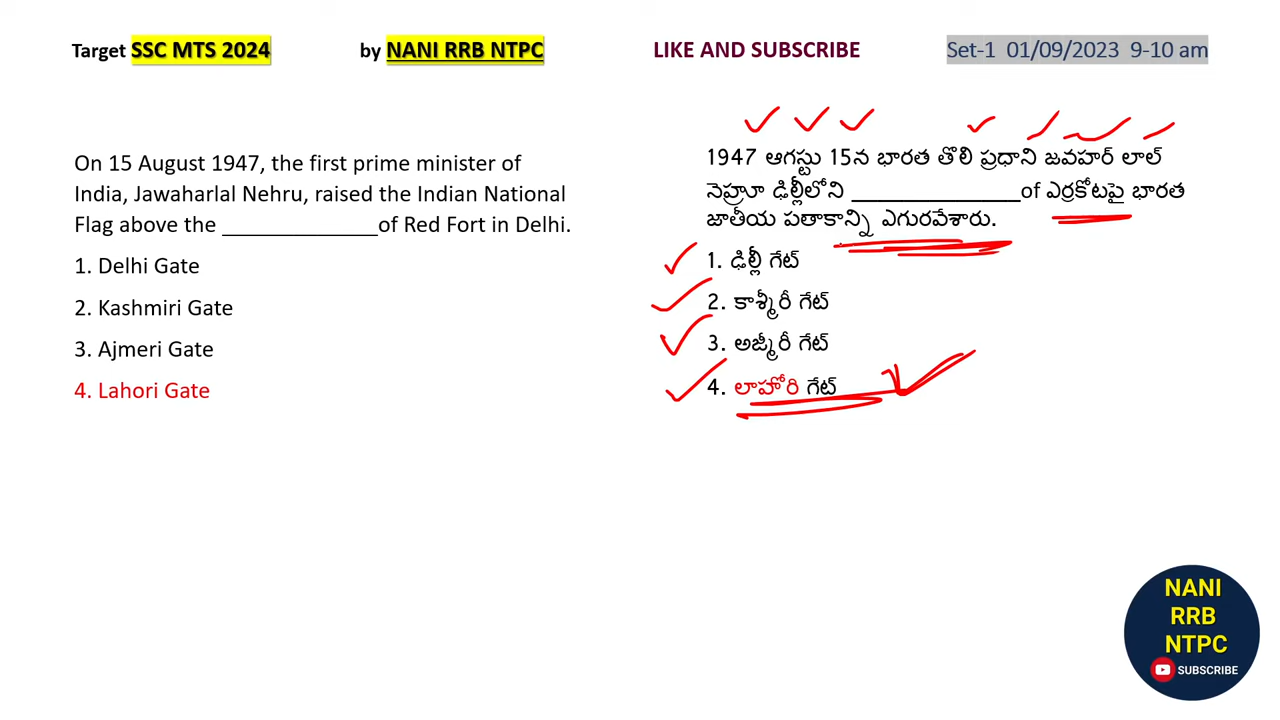 Target SSC MTS 2024 by NANI RRB NTPC LIKE AND SUBSCRIBE Set-1 01/09/2023 9-10 am
On 15 August 1947, the first prime minister of
India, Jawaharlal Nehru, raised the Indian National
Flag above the ______________of Red Fort in Delhi.
1. Delhi Gate
2. Kashmiri Gate
3. Ajmeri Gate
4. Lahori Gate
1947 ఆగస్టు 15న భారత తొలి ప్రధాని జవహర్ లాల్
నెహ్రూ ఢిల్లీలోని ________________of ఎర్రకోటపై భారత
జాతీయ పతాకాన్ని ఎగురవేశారు.
1. ఢిల్లీ గేట్
2. కాశ్మీరీ గేట్
3. అజ్మీరీ గేట్
4. లాహోరి గేట్
NANI
RRB
NTPC
SUBSCRIBE